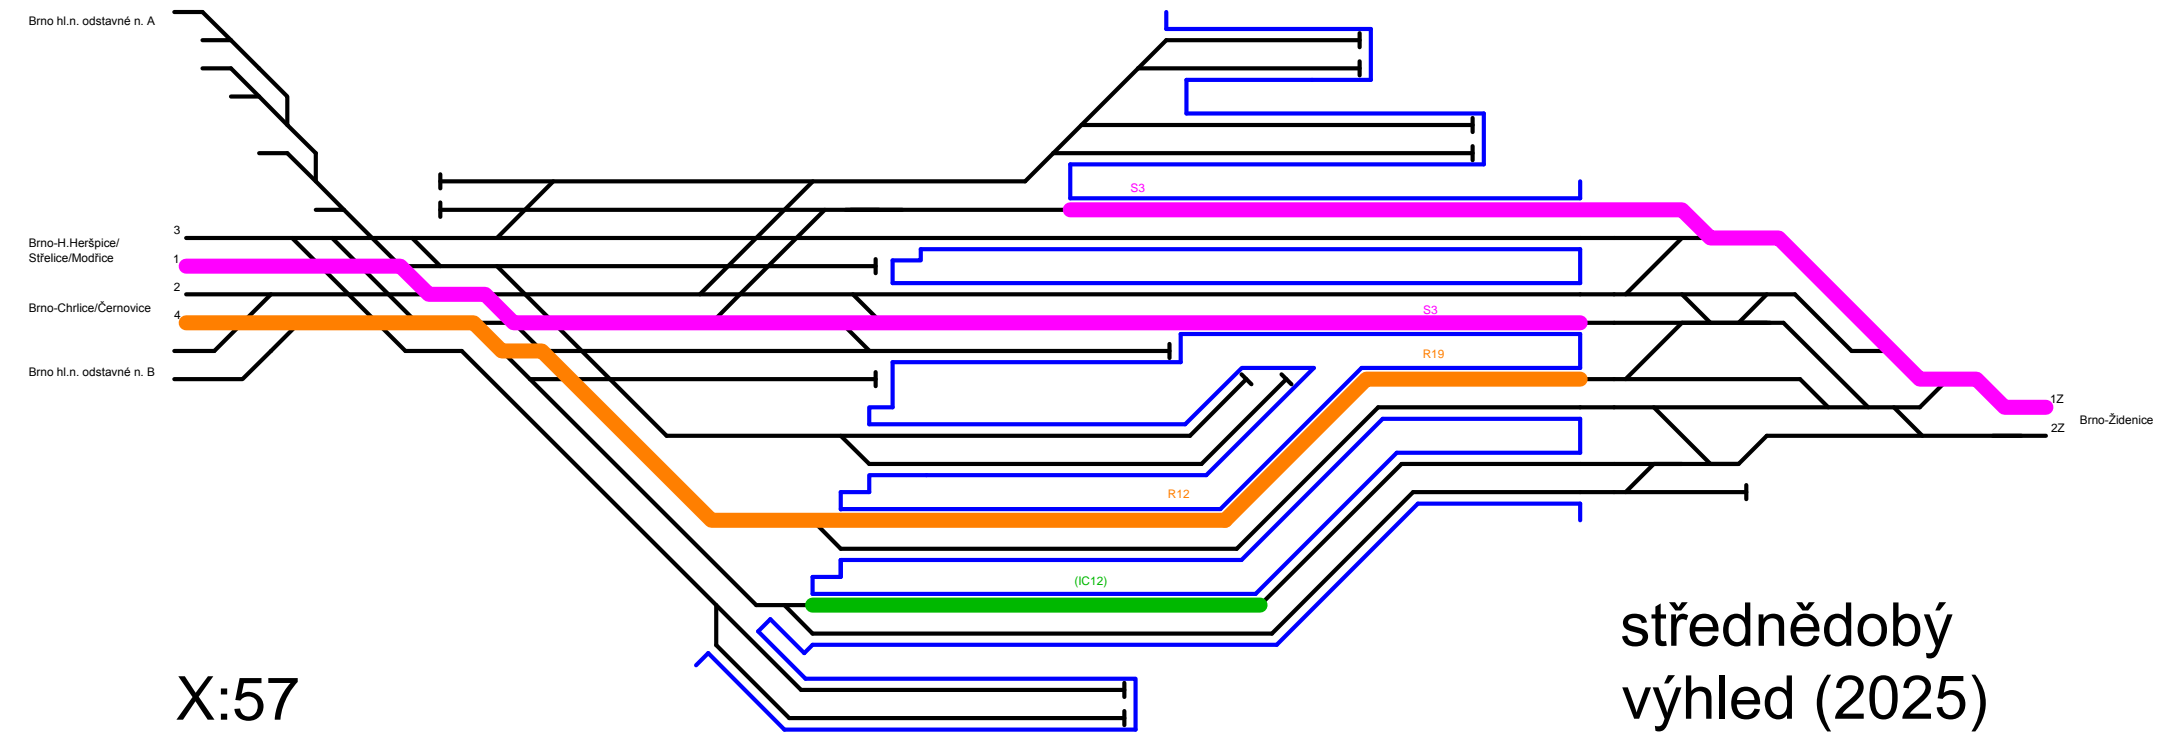 Brno hl.n. odstavné n. A
S3
3
Brno-H.Heršpice/
Střelice/Modřice
1
2
Brno-Chrlice/Černovice
4
S3
R19
Brno hl.n. odstavné n. B
1Z
Brno-Židenice
2Z
R12
(IC12)
střednědobý
výhled (2025)
X:57